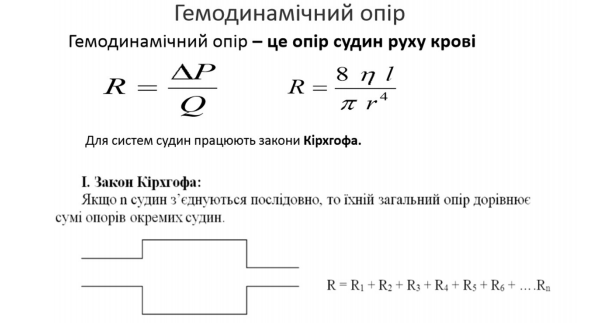 Гемодинамічний опір
Гемодинамічний опір – це опір судин руху крові
R = ΔP / Q
R = 8 η l / π r⁴
Для систем судин працюють закони Кірхгофа.
І. Закон Кірхгофа:
Якщо n судин з’єднуються послідовно, то їхній загальний опір дорівнює
сумі опорів окремих судин.
R = R₁ + R₂ + R₃ + R₄ + R₅ + R₆ + ….Rₙ